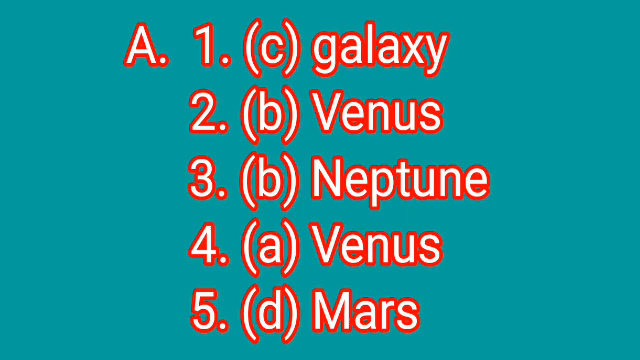 A. 1. (c) galaxy
2. (b) Venus
3. (b) Neptune
4. (a) Venus
5. (d) Mars